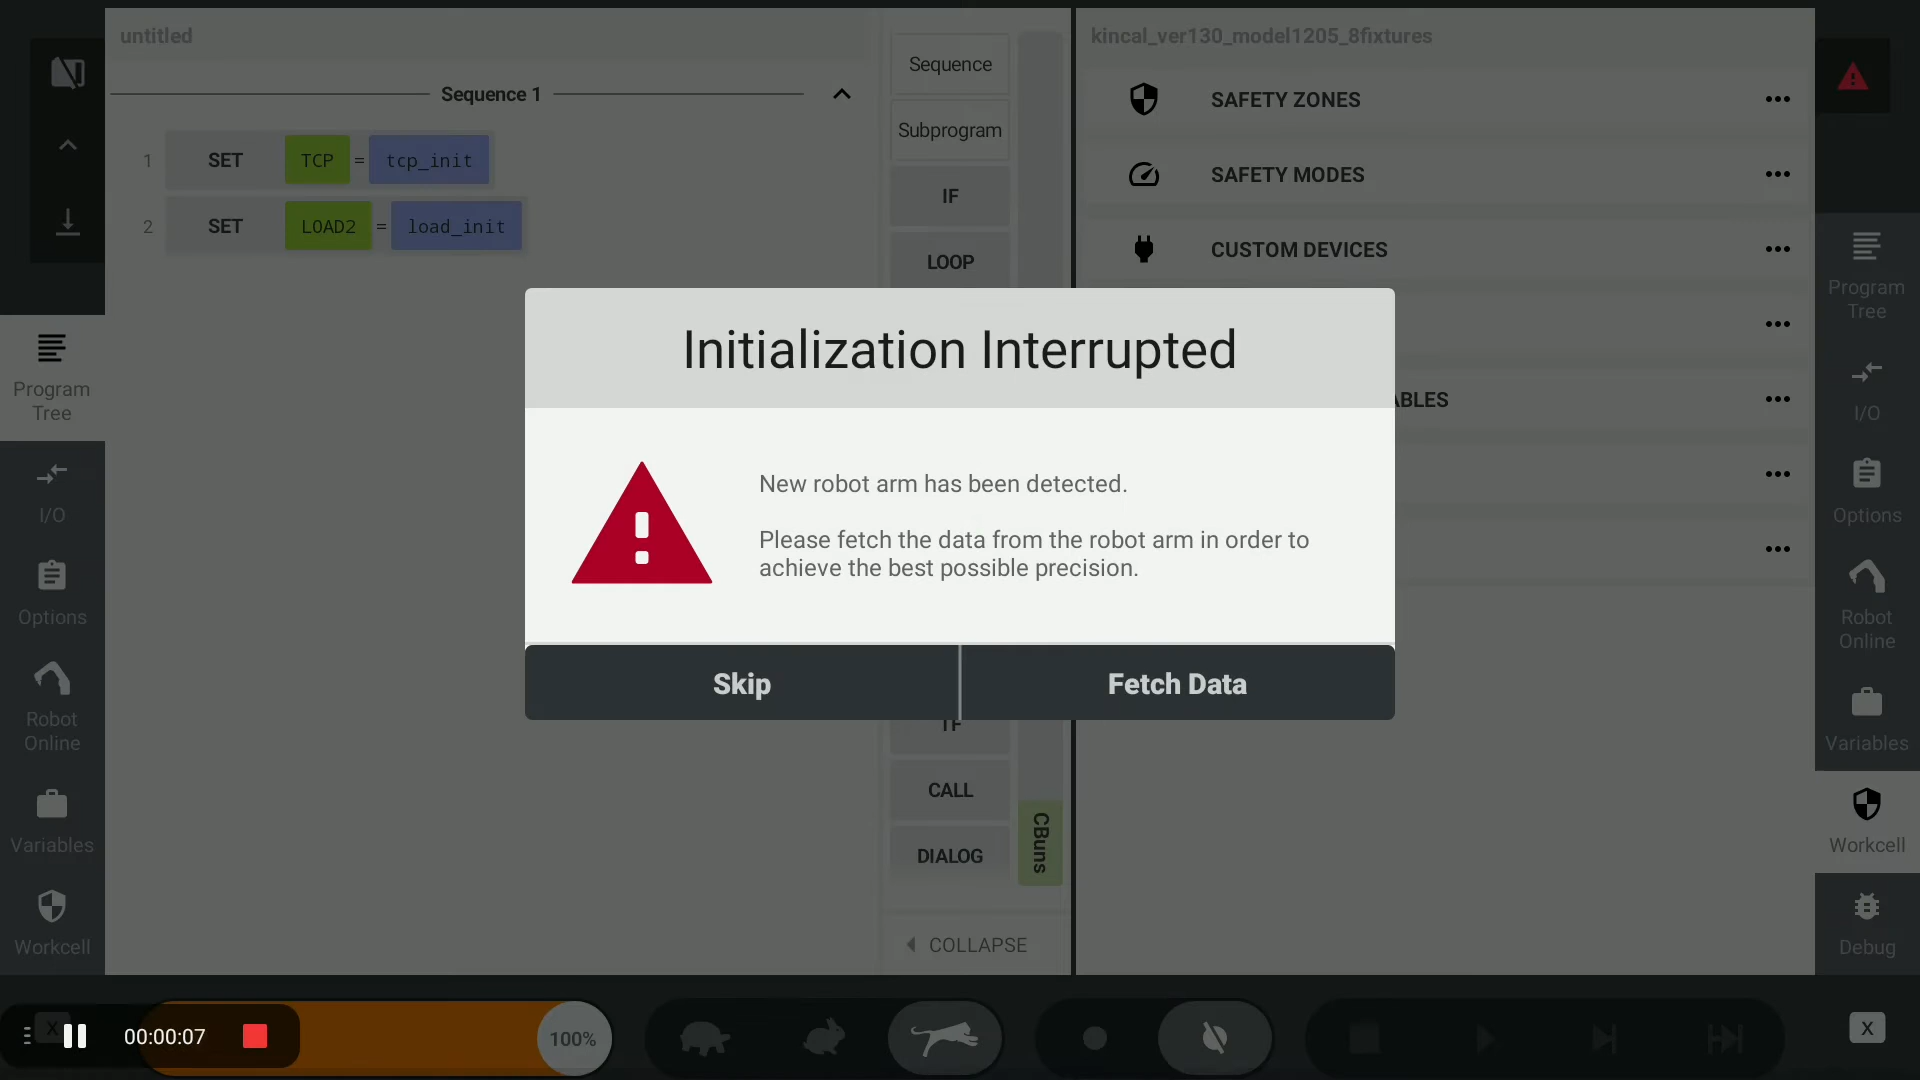 untitled
kincal_ver130_model1205_8fixtures
Sequence 1
1 SET TCP = tcp_init
2 SET LOAD2 = load_init
Sequence
Subprogram
IF
LOOP
CALL
DIALOG
CBuns
COLLAPSE
SAFETY ZONES
SAFETY MODES
CUSTOM DEVICES
Initialization Interrupted
New robot arm has been detected.
Please fetch the data from the robot arm in order to
achieve the best possible precision.
Skip
Fetch Data
Program
Tree
I/O
Options
Robot
Online
Variables
Workcell
Program
Tree
I/O
Options
Robot
Online
Variables
Workcell
Debug
X
00:00:07
100%
X